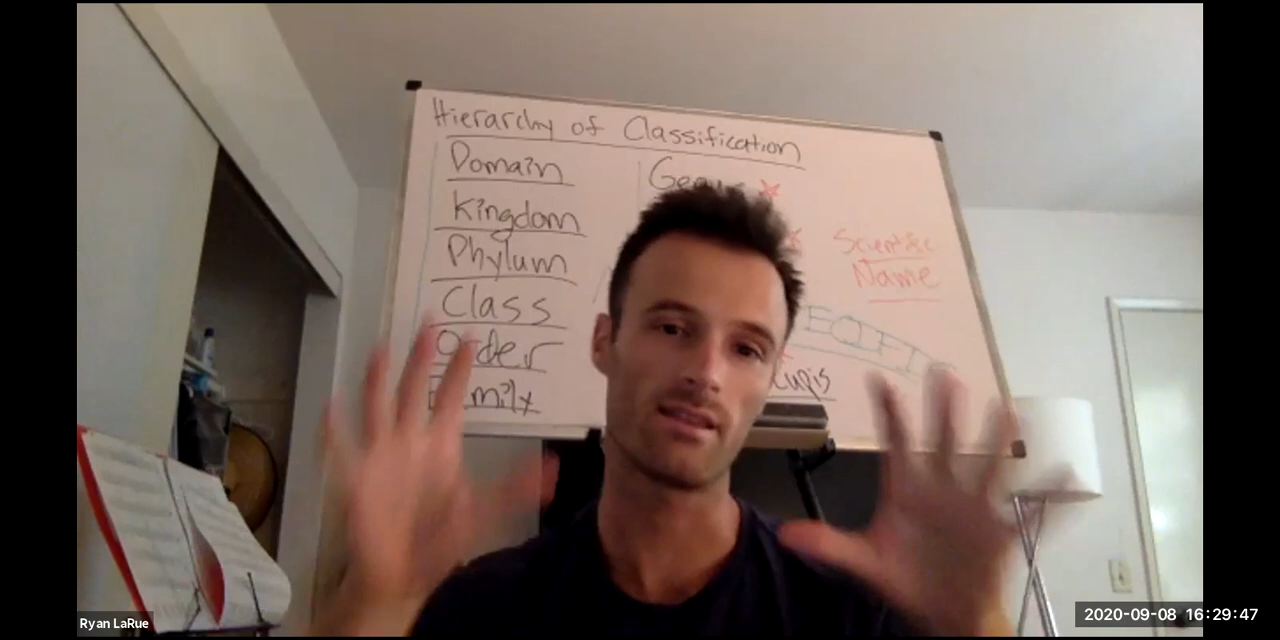 Hierarchy of Classification
Domain
Kingdom
Phylum
Class
Order
Family
Scientific
Name
Ryan LaRue
2020-09-08 16:29:47